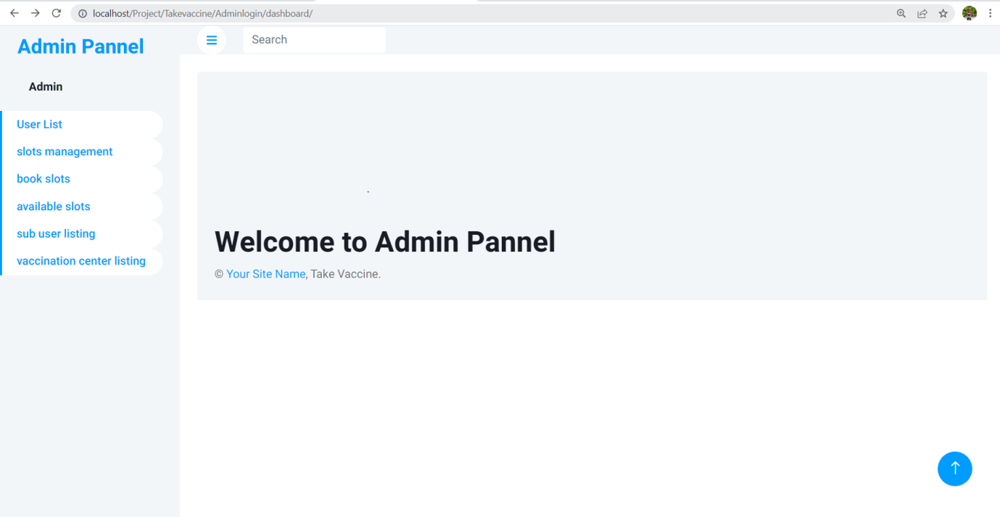 localhost/Project/Takevaccine/Adminlogin/dashboard/
Admin Pannel
Search
Admin
User List
slots management
book slots
available slots
sub user listing
vaccination center listing
Welcome to Admin Pannel
© Your Site Name, Take Vaccine.